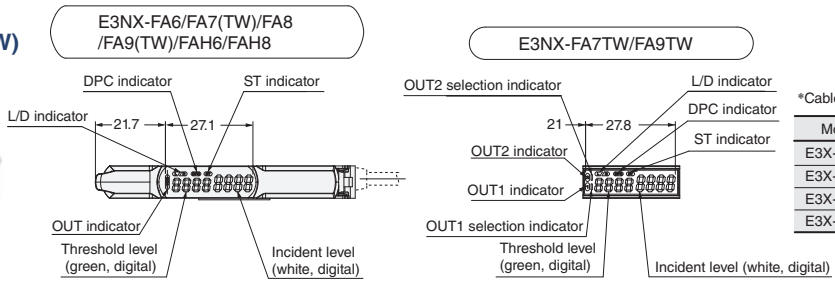 W)
E3NX-FA6/FA7(TW)/FA8
/FA9(TW)/FAH6/FAH8
DPC indicator
ST indicator
L/D indicator
21.7
27.1
OUT indicator
Threshold level
(green, digital)
Incident level
(white, digital)
E3NX-FA7TW/FA9TW
OUT2 selection indicator
L/D indicator
DPC indicator
21
27.8
ST indicator
OUT2 indicator
OUT1 indicator
OUT1 selection indicator
Threshold level
(green, digital)
Incident level (white, digital)
*Cable
E3X-
E3X-
E3X-
E3X-